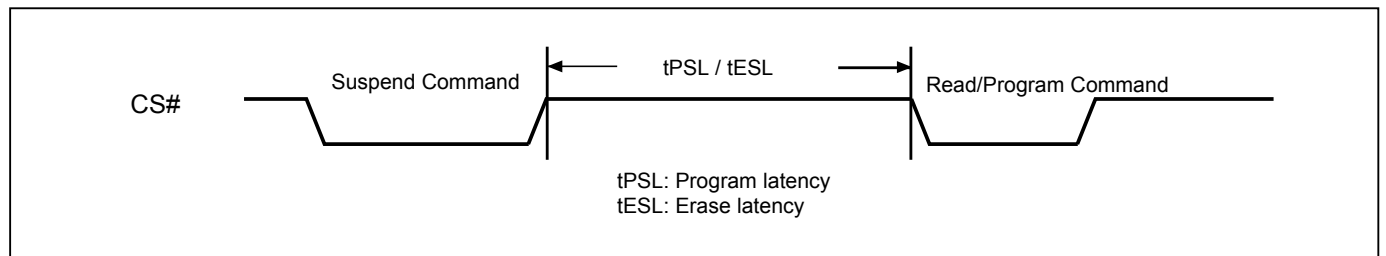 tPSL / tESL
Suspend Command
Read/Program Command
CS#
tPSL: Program latency
tESL: Erase latency